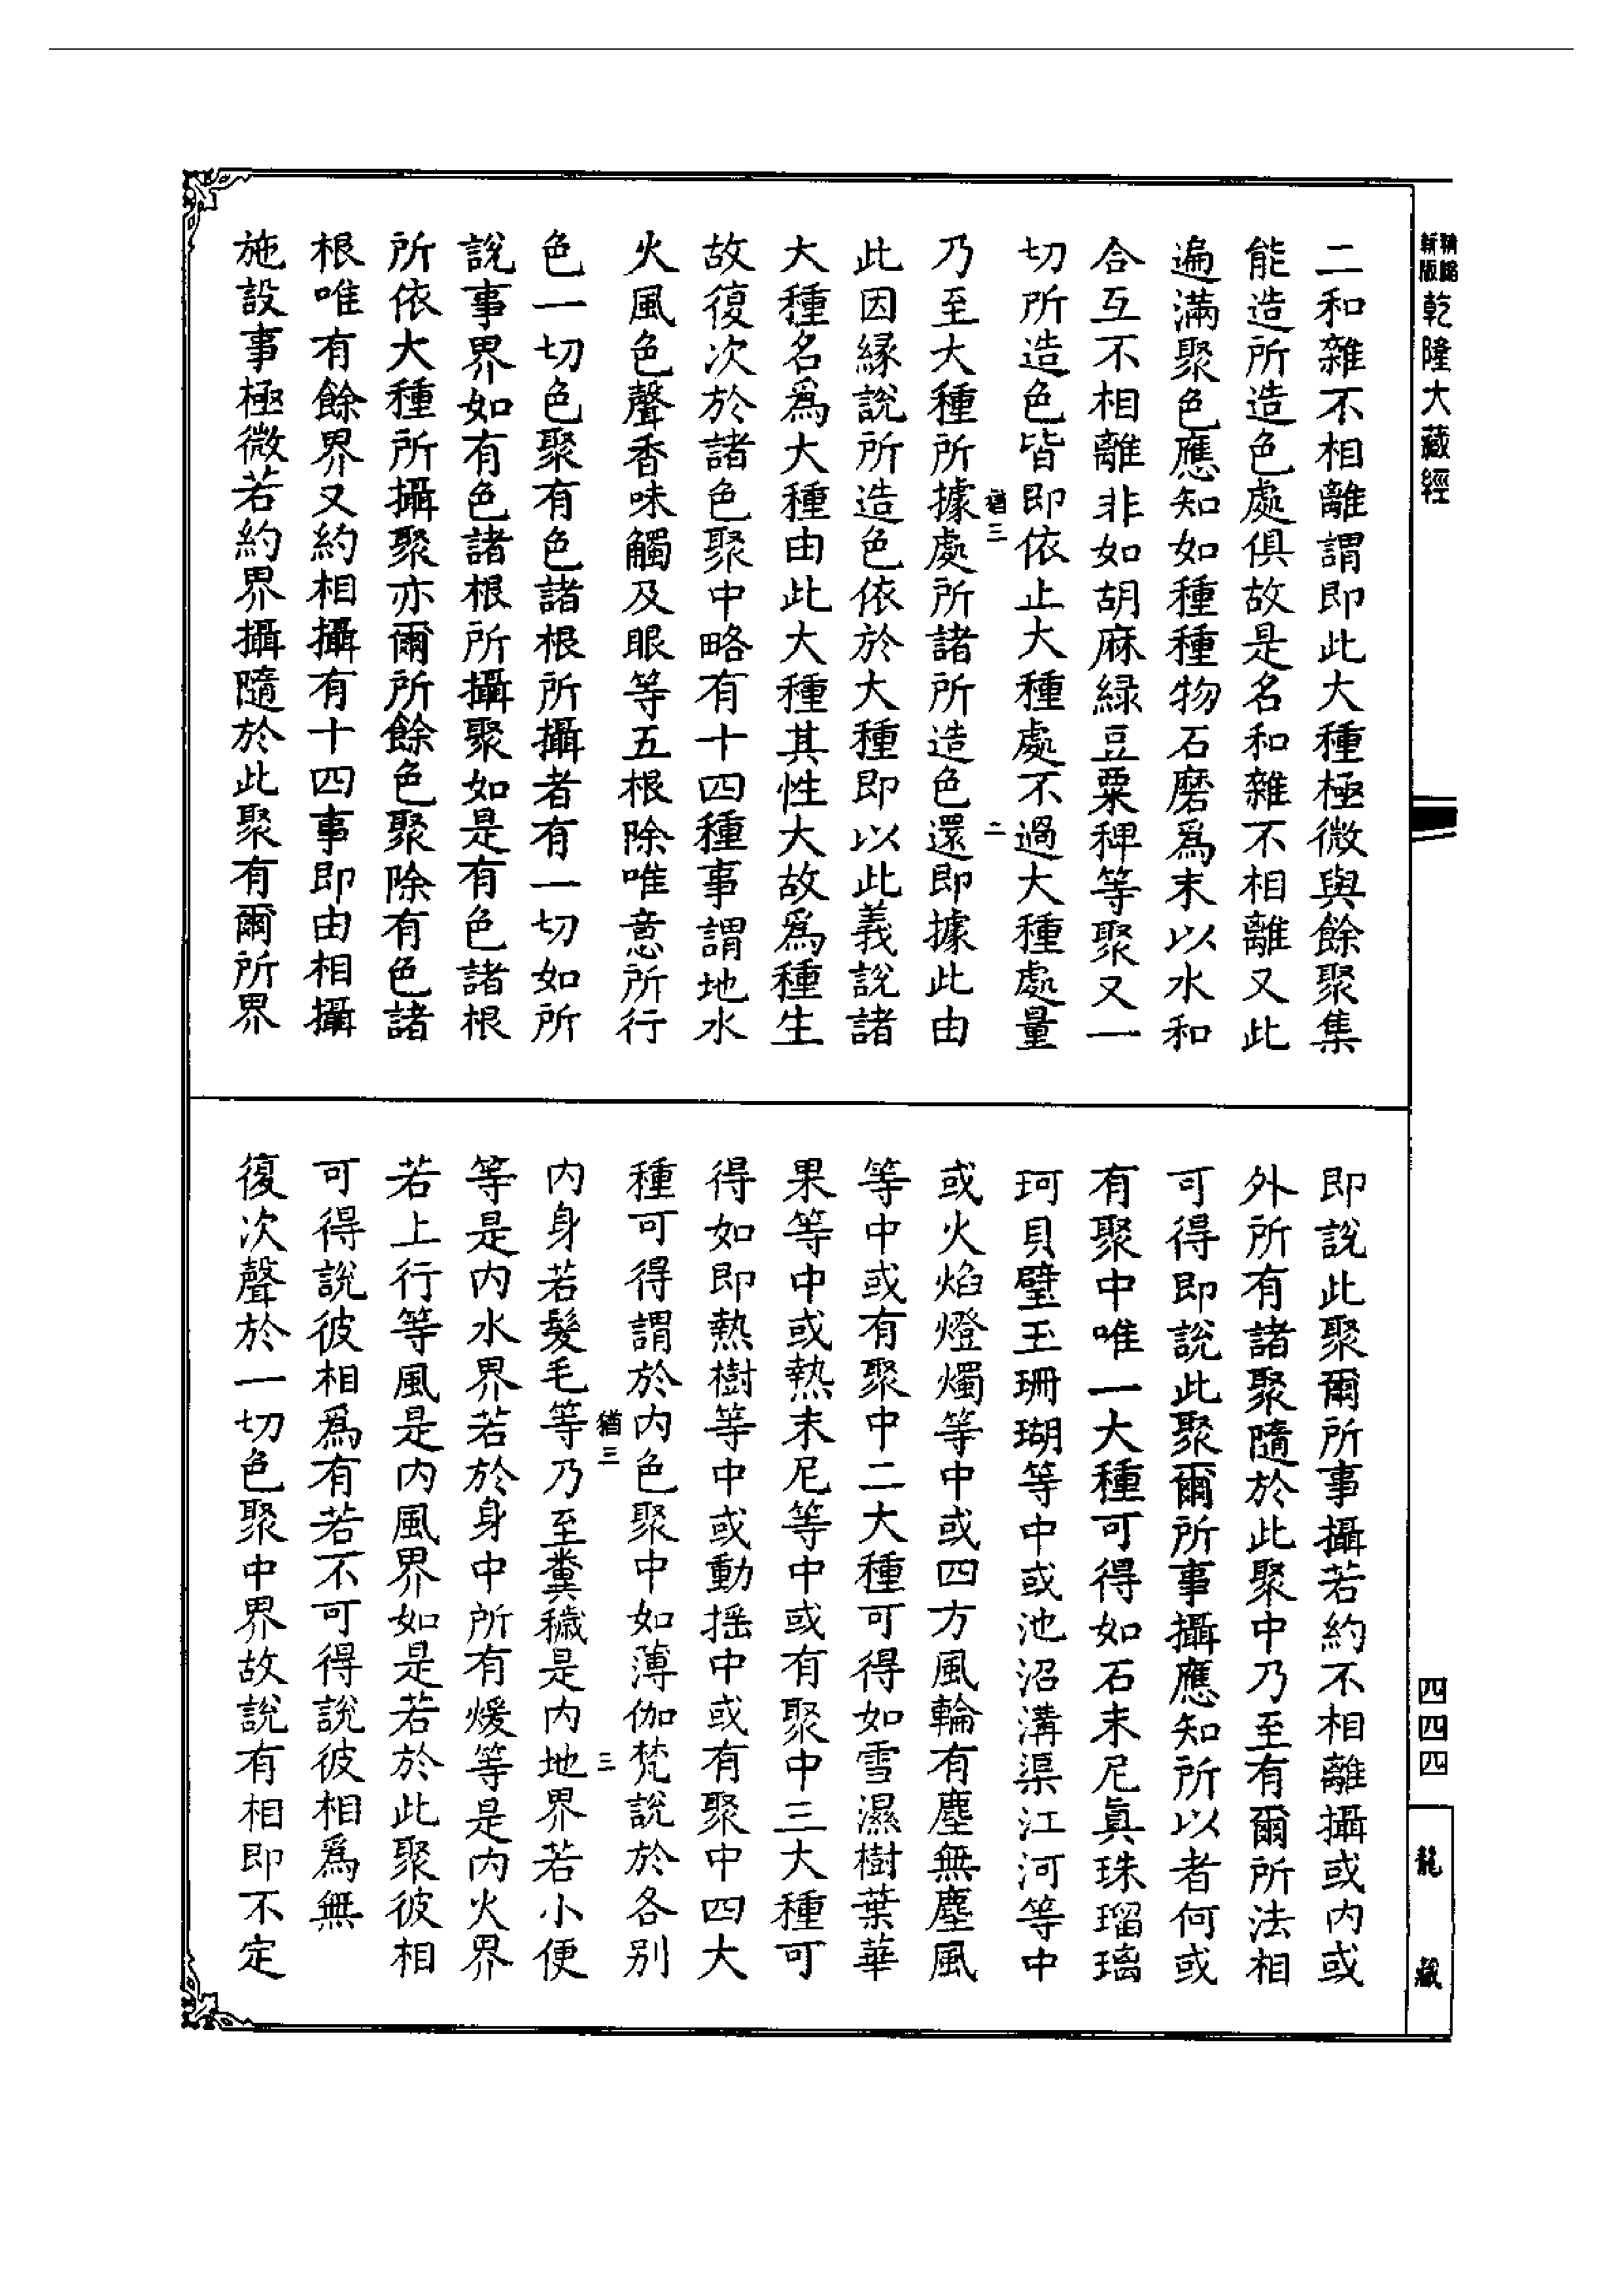 精縮新版乾隆大藏經
二和雜不相離謂即此大種極微與餘聚集
能造所造色處俱故是名和雜不相離又此
遍滿聚色應知如種種物石磨爲末以水和
合互不相離非如胡麻緑豆粟稗等聚又一
切所造色皆即依止大種處不過大種處量
猶三 二
乃至大種所據處所諸所造色還即據此由
此因緣説所造色依於大種即以此義説諸
大種名爲大種由此大種其性大故爲種生
故復次於諸色聚中略有十四種事謂地水
火風色聲香味觸及眼等五根除唯意所行
色一切色聚有色諸根所攝者有一切如所
説事界如有色諸根所攝聚如是有色諸根
所依大種所攝聚亦爾所餘色聚除有色諸
根唯有餘界又約相攝有十四事即由相攝
施設事極微若約界攝隨於此聚有爾所界
即説此聚爾所事攝若約不相離攝或内或
外所有諸聚隨於此聚中乃至有爾所法相
可得即説此聚爾所事攝應知所以者何或
有聚中唯一大種可得如石末尼眞珠瑠璃
珂貝璧玉珊瑚等中或池沼溝渠江河等中
或火焰燈燭等中或四方風輪有塵無塵風
等中或有聚中二大種可得如雪濕樹葉華
果等中或熱末尼等中或有聚中三大種可
得如即熱樹等中或動摇中或有聚中四大
種可得謂於内色聚中如薄伽梵説於各别
猶三 三
内身若髮毛等乃至糞穢是内地界若小便
等是内水界若於身中所有煖等是内火界
若上行等風是内風界如是若於此聚彼相
可得説彼相爲有若不可得説彼相爲無
復次聲於一切色聚中界故説有相即不定
四四四
龍藏